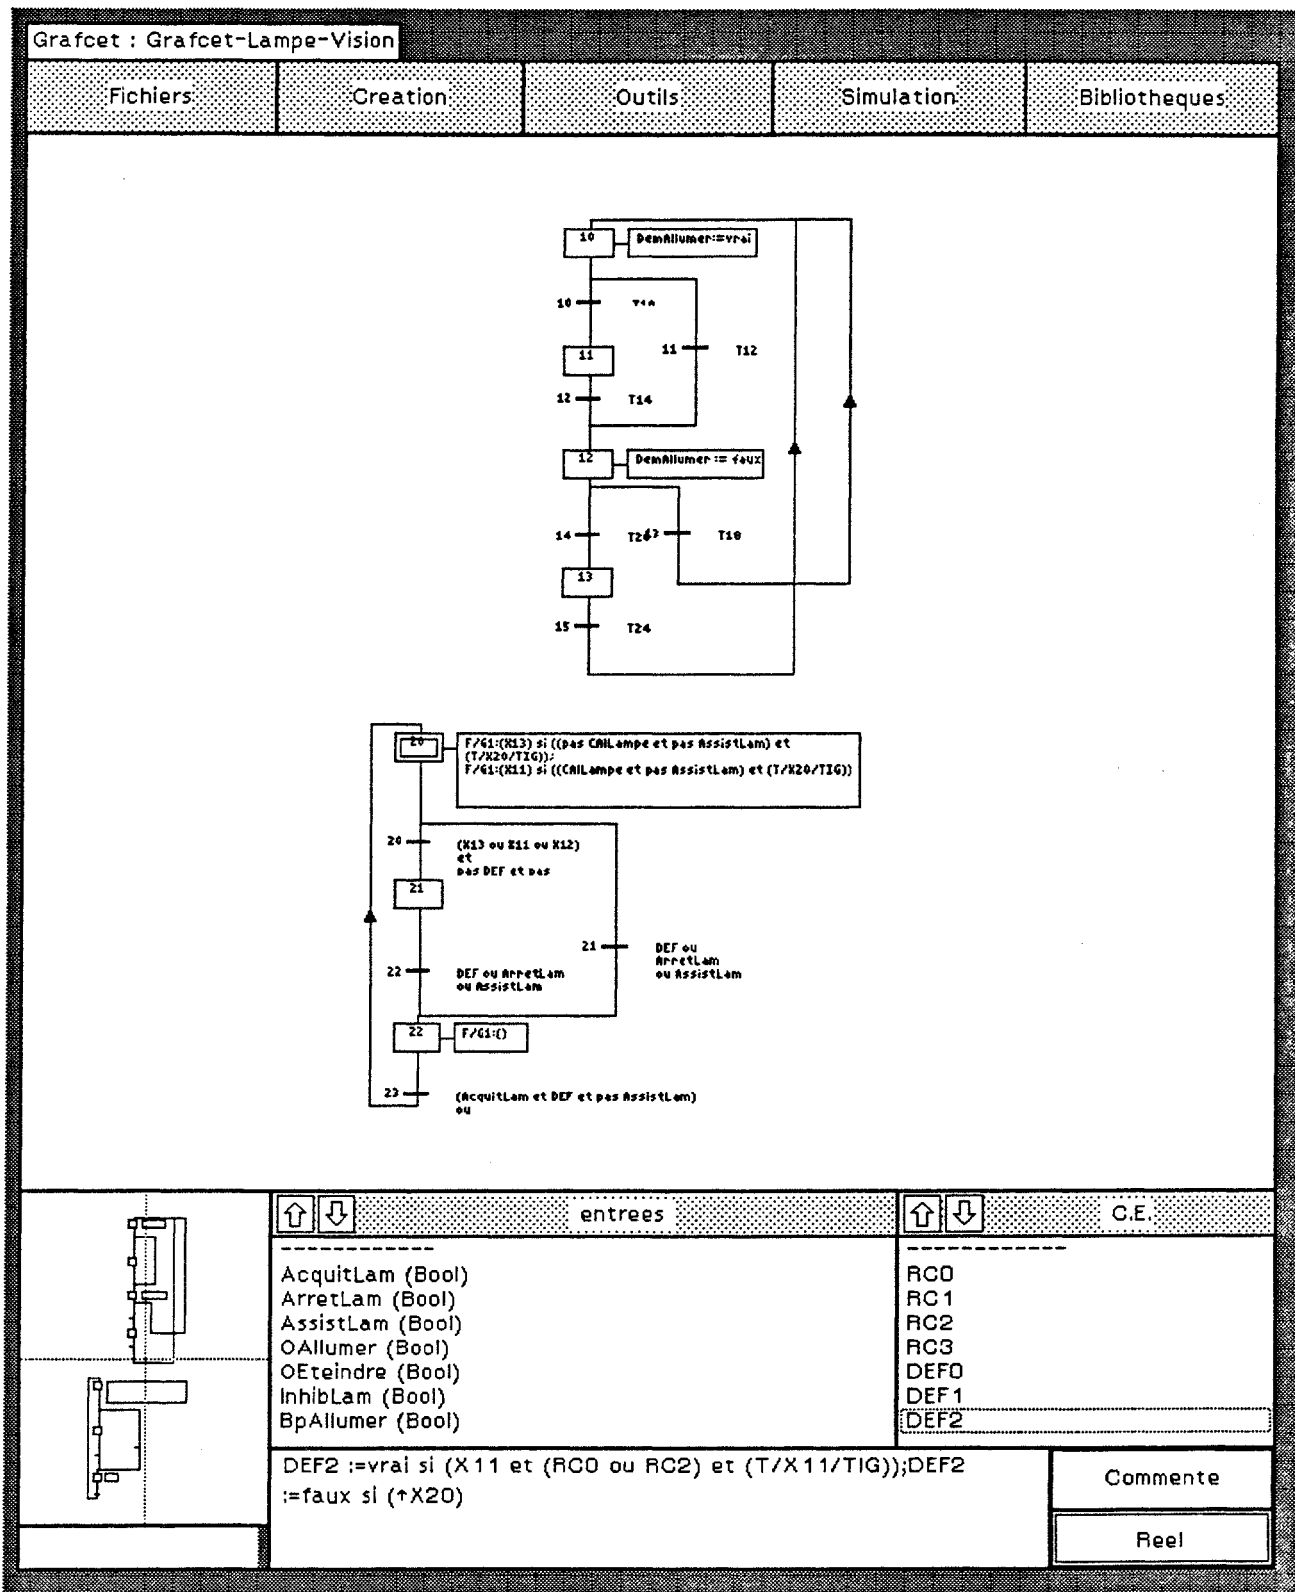 Grafcet : Grafcet-Lampe-Vision
Fichiers Creation Outils Simulation Bibliotheques
10 DemAllumer:=vrai
10
11 T12
11
12 T14
12 DemAllumer := faux
14 T18
13
15 T24
20 F/G1:(X13) si ((pas CAILampe et pas AssistLam) et
(T/X20/TIG));
F/G1:(X11) si ((CAILampe et pas AssistLam) et (T/X20/TIG))
20 (X13 ou X11 ou X12)
et
pas DEF et pas
21
21 DEF ou
ArretLam
ou AssistLam
22 DEF ou ArretLam
ou AssistLam
22 F/G1:()
23 (AcquitLam et DEF et pas AssistLam)
ou
entrees
------------
AcquitLam (Bool)
ArretLam (Bool)
AssistLam (Bool)
OAllumer (Bool)
OEteindre (Bool)
InhibLam (Bool)
BpAllumer (Bool)
C.E.
------------
RC0
RC1
RC2
RC3
DEF0
DEF1
DEF2
DEF2 :=vrai si (X11 et (RC0 ou RC2) et (T/X11/TIG));DEF2
:=faux si (↑X20)
Commente
Reel